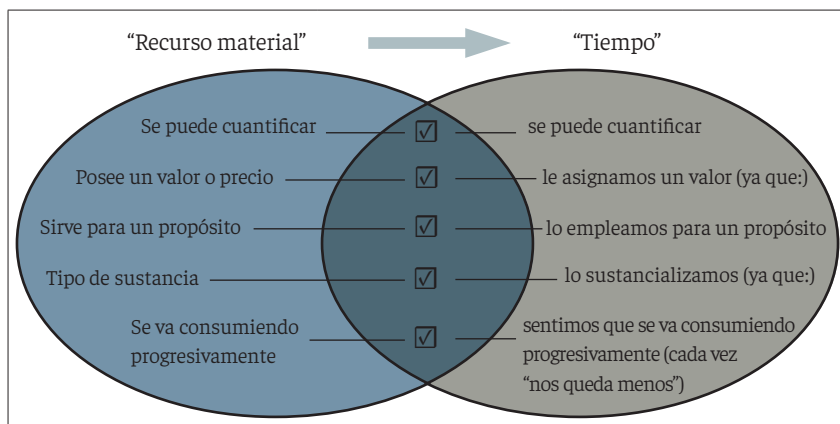 “Recurso material” “Tiempo”
Se puede cuantificar se puede cuantificar
Posee un valor o precio le asignamos un valor (ya que:)
Sirve para un propósito lo empleamos para un propósito
Tipo de sustancia lo sustancializamos (ya que:)
Se va consumiendo
progresivamente
sentimos que se va consumiendo
progresivamente (cada vez
“nos queda menos”)